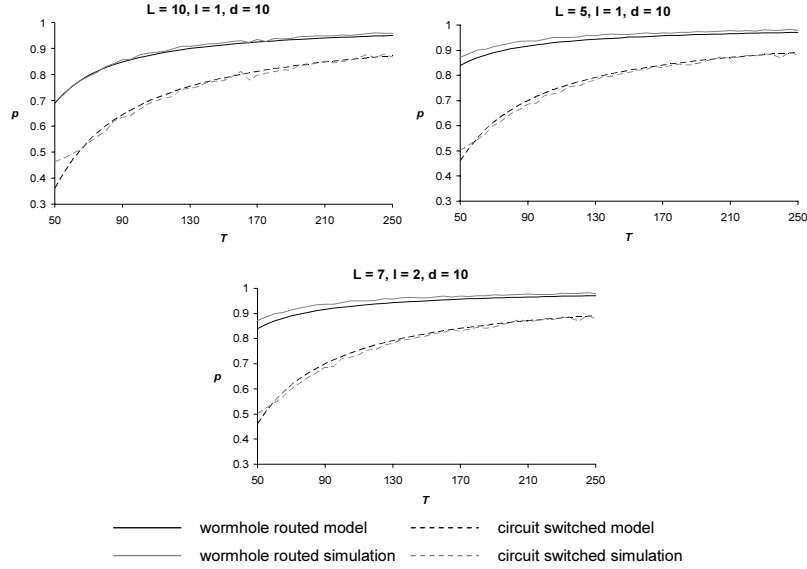 L = 10, l = 1, d = 10
1
0.9
0.8
0.7
0.6
0.5
0.4
0.3
p
50 90 130 170 210 250
T
L = 5, l = 1, d = 10
1
0.9
0.8
0.7
0.6
0.5
0.4
0.3
p
50 90 130 170 210 250
T
L = 7, l = 2, d = 10
1
0.9
0.8
0.7
0.6
0.5
0.4
0.3
p
50 90 130 170 210 250
T
wormhole routed model circuit switched model
wormhole routed simulation circuit switched simulation